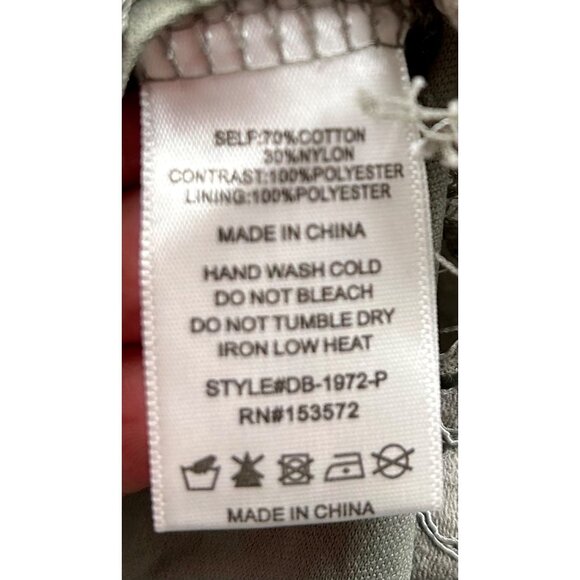 SELF:70%COTTON
30%NYLON
CONTRAST:100%POLYESTER
LINING:100%POLYESTER
MADE IN CHINA
HAND WASH COLD
DO NOT BLEACH
DO NOT TUMBLE DRY
IRON LOW HEAT
STYLE#DB-1972-P
RN#153572
MADE IN CHINA